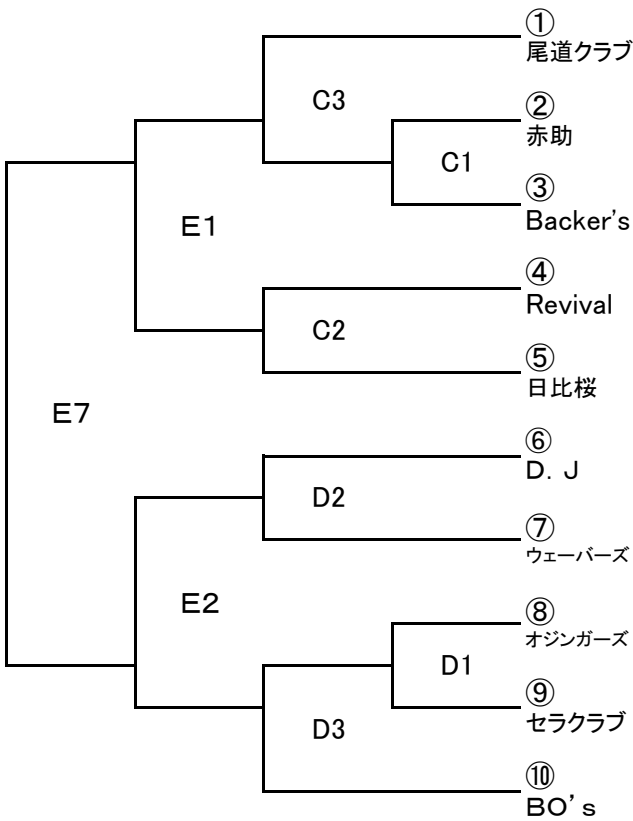 ①
尾道クラブ
C3
②
赤助
C1
③
Backer's
E1
④
Revival
C2
⑤
日比桜
E7
⑥
D．J
D2
⑦
ウェーバーズ
E2
⑧
オジンガーズ
D1
⑨
セラクラブ
D3
⑩
BO’s